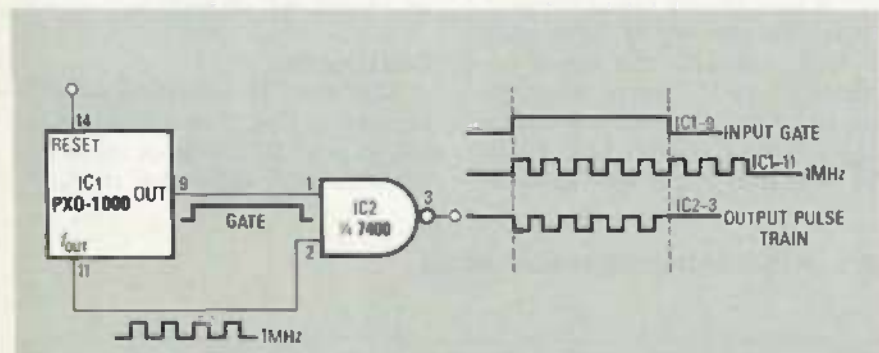 14
RESET
IC1
PXO-1000
OUT
9
GATE
fOUT
11
1MHz
1
2
IC2
¼ 7400
3
IC1-9
INPUT GATE
IC1-11
1MHz
IC2-3
OUTPUT PULSE
TRAIN